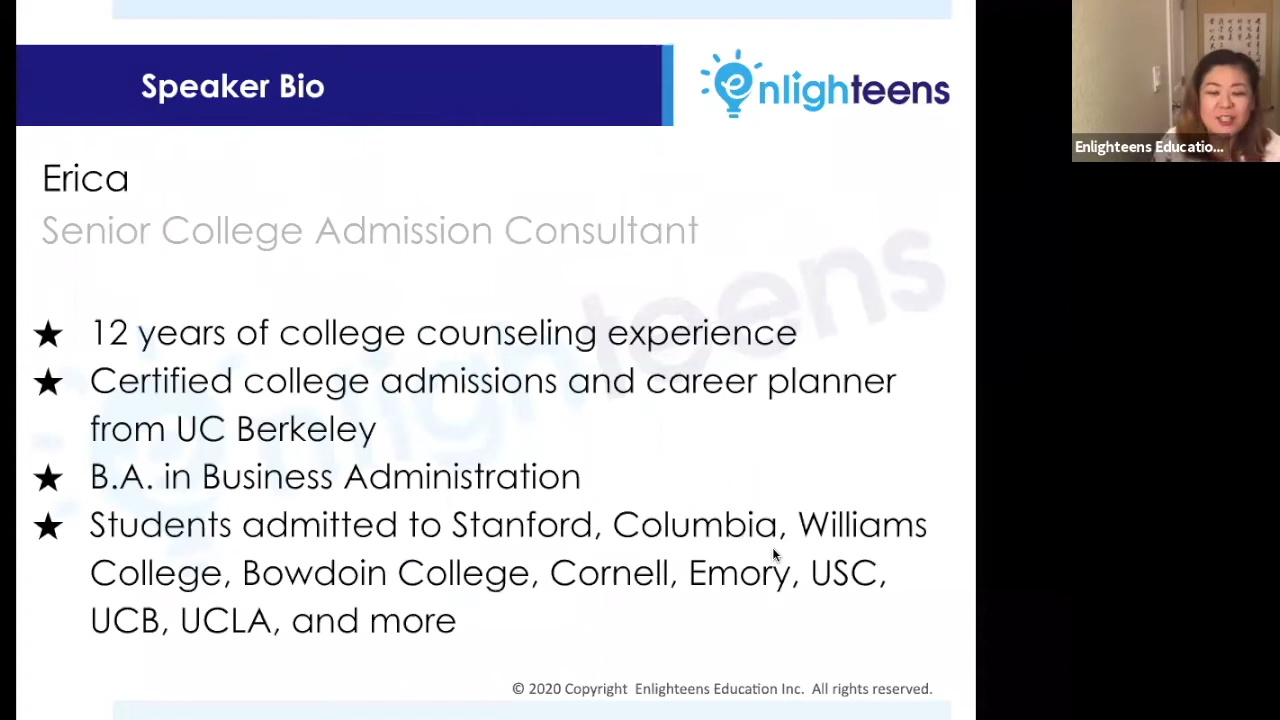 Speaker Bio
enlighteens
Erica
Senior College Admission Consultant
★ 12 years of college counseling experience
★ Certified college admissions and career planner
from UC Berkeley
★ B.A. in Business Administration
★ Students admitted to Stanford, Columbia, Williams
College, Bowdoin College, Cornell, Emory, USC,
UCB, UCLA, and more
© 2020 Copyright Enlighteens Education Inc. All rights reserved.
enlighteens
Enlighteens Educatio...